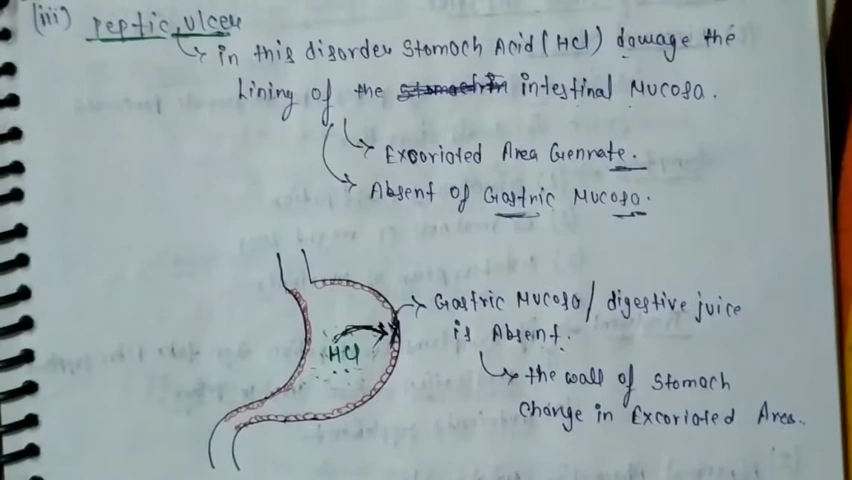 (iii) peptic ulcer
in this disorder Stomach Acid (HCl) damage the
Lining of the intestinal Mucosa.
Excoriated Area Gennate.
Absent of Gastric Mucosa.
Gastric Mucosa / digestive juice
is Absent.
HCl
the wall of Stomach
change in Excoriated Area.